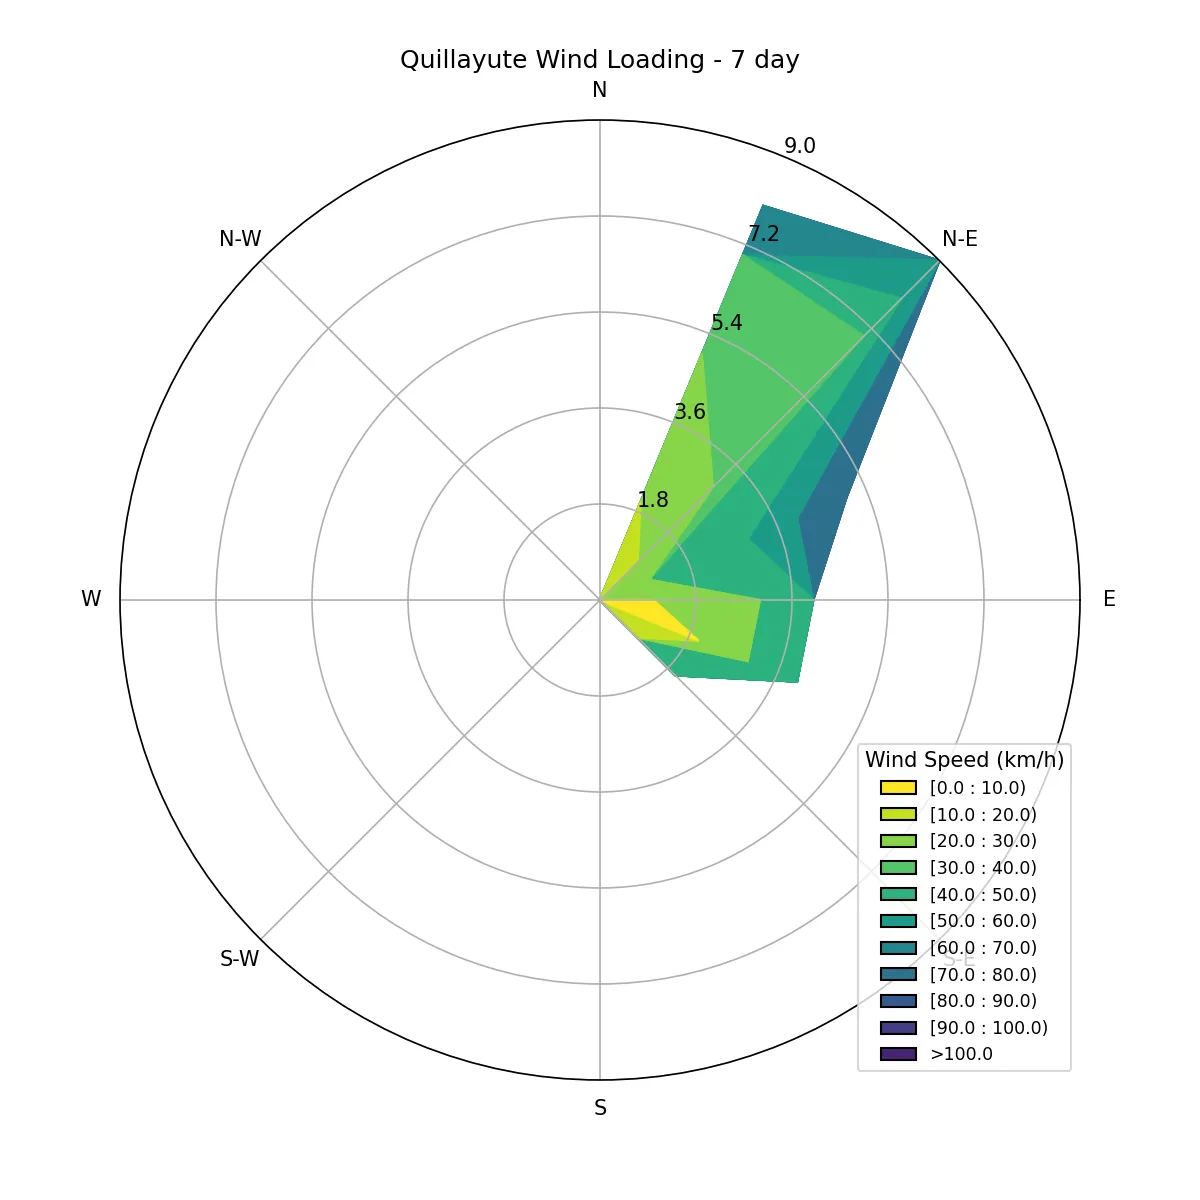 Quillayute Wind Loading - 7 day
N
9.0
N-W
N-E
7.2
5.4
3.6
1.8
W
E
Wind Speed (km/h)
[0.0 : 10.0)
[10.0 : 20.0)
[20.0 : 30.0)
[30.0 : 40.0)
[40.0 : 50.0)
[50.0 : 60.0)
[60.0 : 70.0)
[70.0 : 80.0)
[80.0 : 90.0)
[90.0 : 100.0)
>100.0
S-W
S-E
S